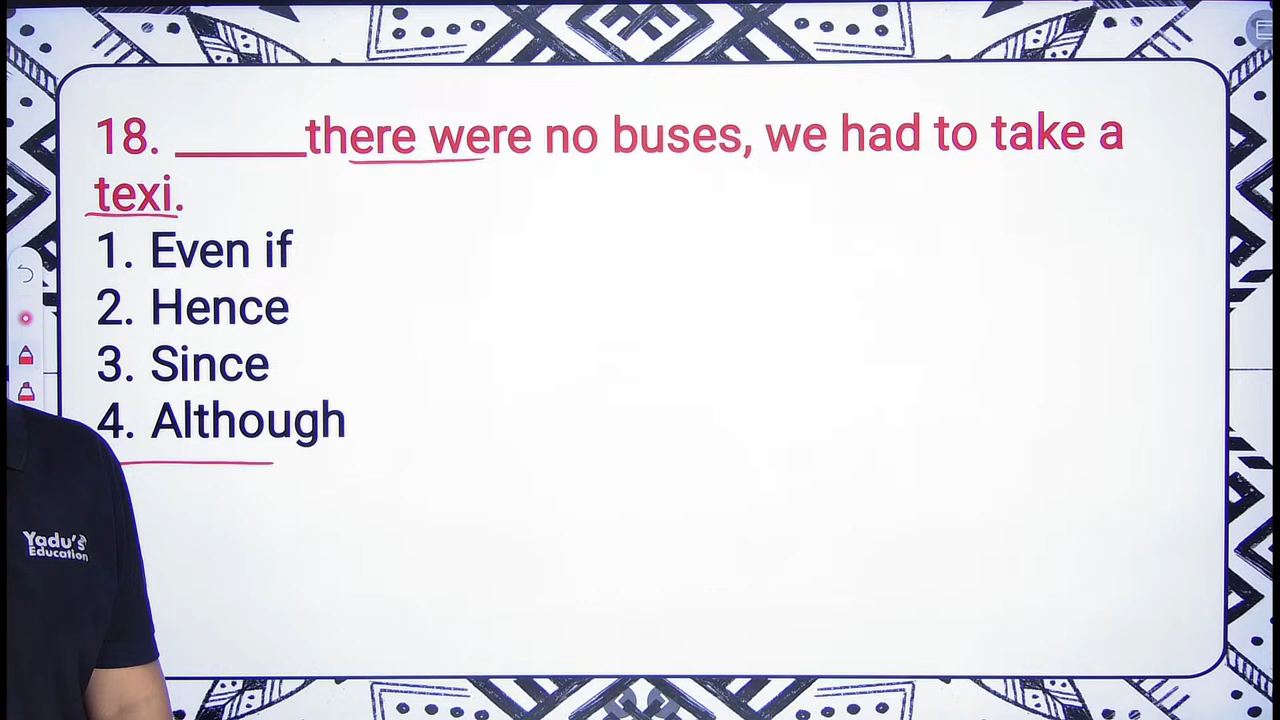 18. ______there were no buses, we had to take a
texi.
1. Even if
2. Hence
3. Since
4. Although
Yadu's
Education